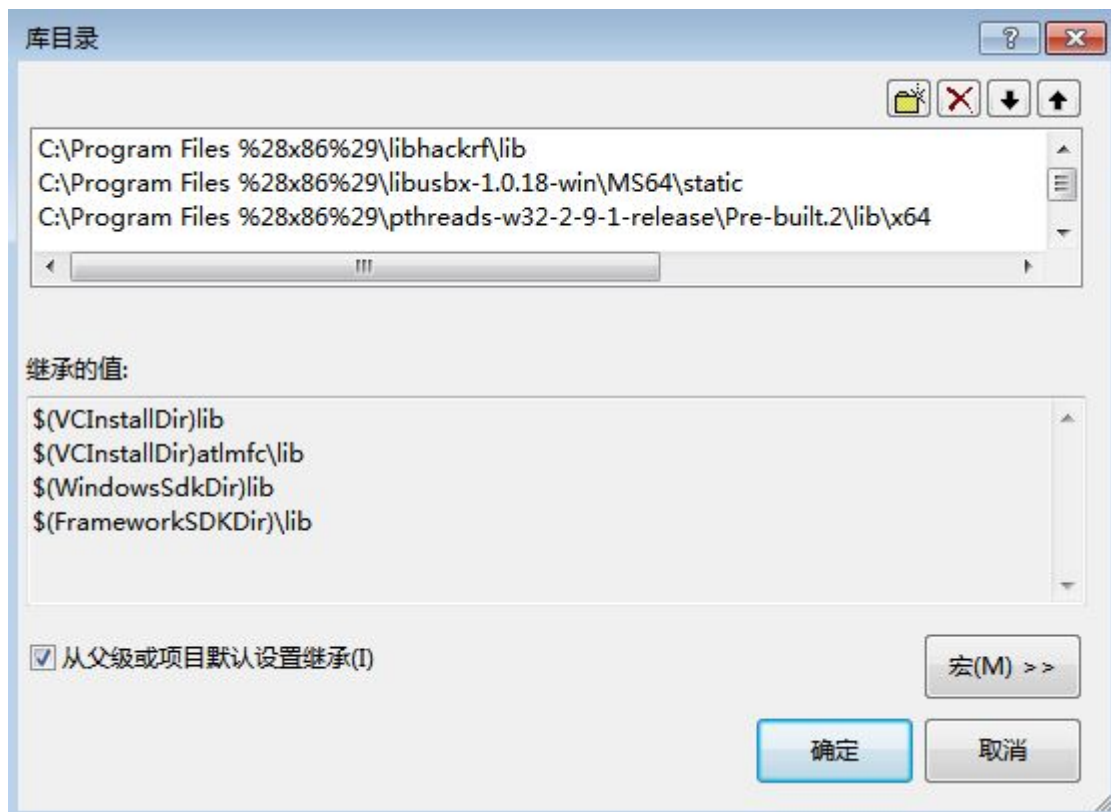 库目录
C:\Program Files %28x86%29\libhackrf\lib
C:\Program Files %28x86%29\libusbx-1.0.18-win\MS64\static
C:\Program Files %28x86%29\pthreads-w32-2-9-1-release\Pre-built.2\lib\x64
继承的值:
$(VCInstallDir)lib
$(VCInstallDir)atlmfc\lib
$(WindowsSdkDir)lib
$(FrameworkSDKDir)\lib
从父级或项目默认设置继承(I)
宏(M) >>
确定
取消